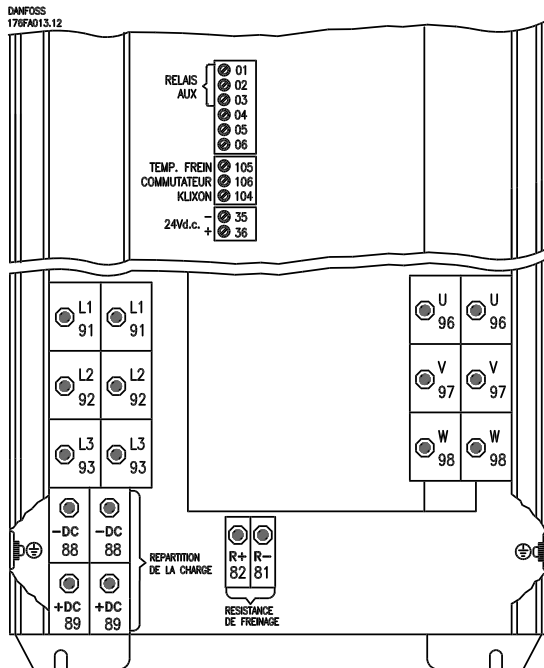 DANFOSS
176FA013.12
RELAIS
AUX
01
02
03
04
05
06
TEMP. FREIN 105
COMMUTATEUR 106
KLIXON 104
24Vd.c. - 35
+ 36
L1 L1
91 91
L2 L2
92 92
L3 L3
93 93
U U
96 96
V V
97 97
W W
98 98
-DC -DC
88 88
+DC +DC
89 89
REPARTITION
DE LA CHARGE
R+ R-
82 81
RESISTANCE
DE FREINAGE